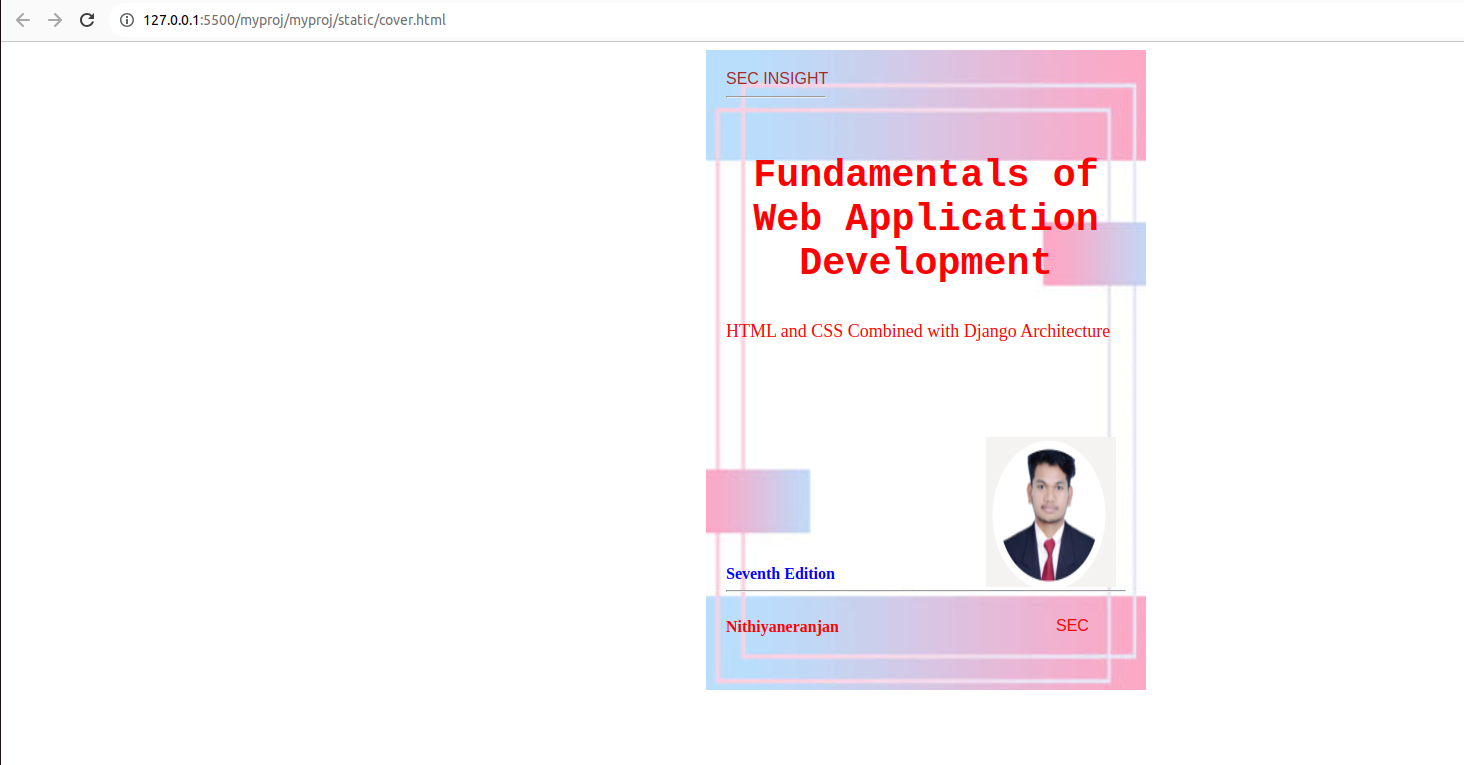 127.0.0.1:5500/myproj/myproj/static/cover.html
SEC INSIGHT
Fundamentals of
Web Application
Development
HTML and CSS Combined with Django Architecture
Seventh Edition
Nithiyaneranjan
SEC